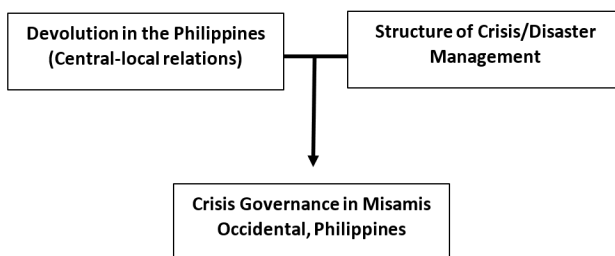 Devolution in the Philippines
(Central-local relations)
Structure of Crisis/Disaster
Management
Crisis Governance in Misamis
Occidental, Philippines